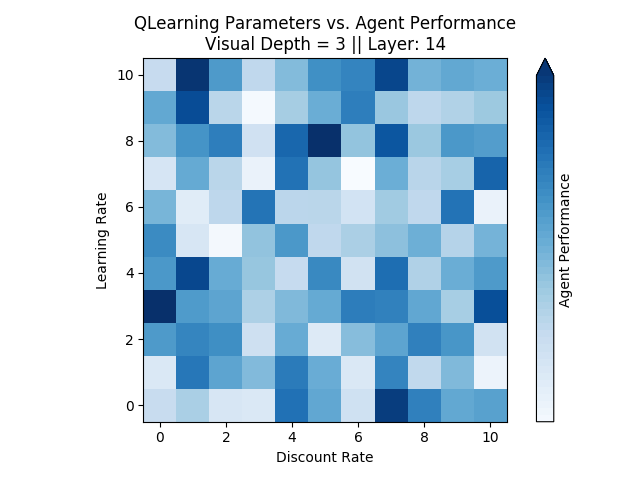 QLearning Parameters vs. Agent Performance
Visual Depth = 3 || Layer: 14
10
8
6
4
2
0
Learning Rate
0 2 4 6 8 10
Discount Rate
Agent Performance